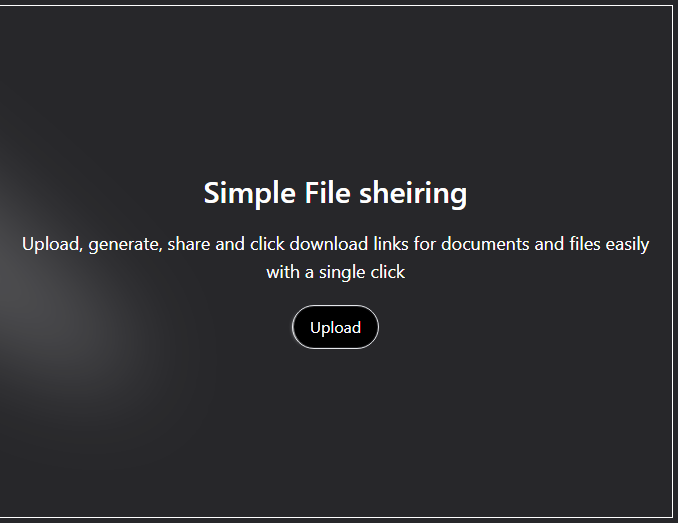 Simple File sheiring
Upload, generate, share and click download links for documents and files easily
with a single click
Upload